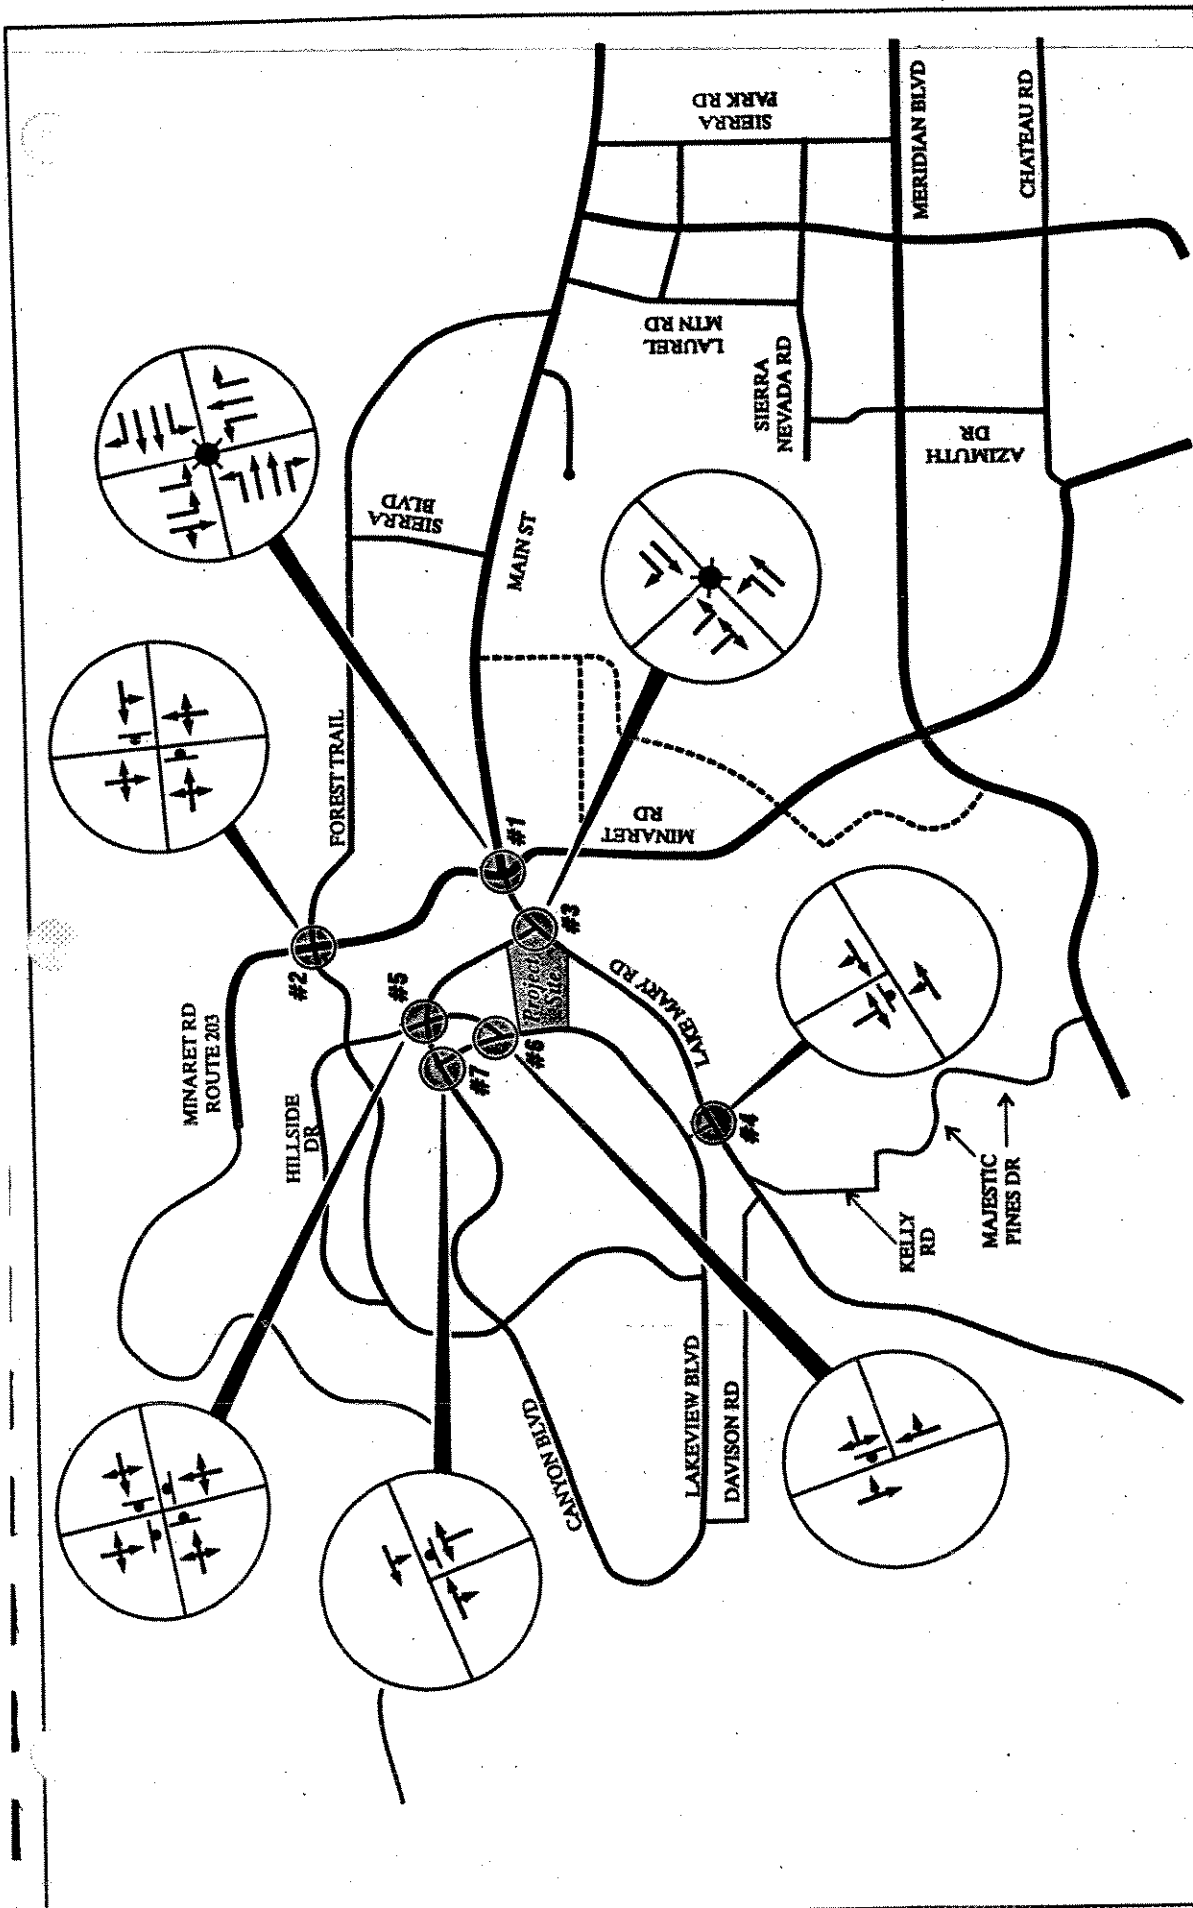 SIERRA
PARK RD
MERIDIAN BLVD
CHATEAU RD
LAUREL
MTN RD
SIERRA
NEVADA RD
AZIMUTH
DR
SIERRA
BLVD
MAIN ST
FOREST TRAIL
MINARET
RD
#1
#2
#3
Project
Site
#5
#6
#7
#4
LAKE MARY RD
MINARET RD
ROUTE 203
HILLSIDE
DR
MAJESTIC
PINES DR
KELLY
RD
CANYON BLVD
LAKEVIEW BLVD
DAVISON RD